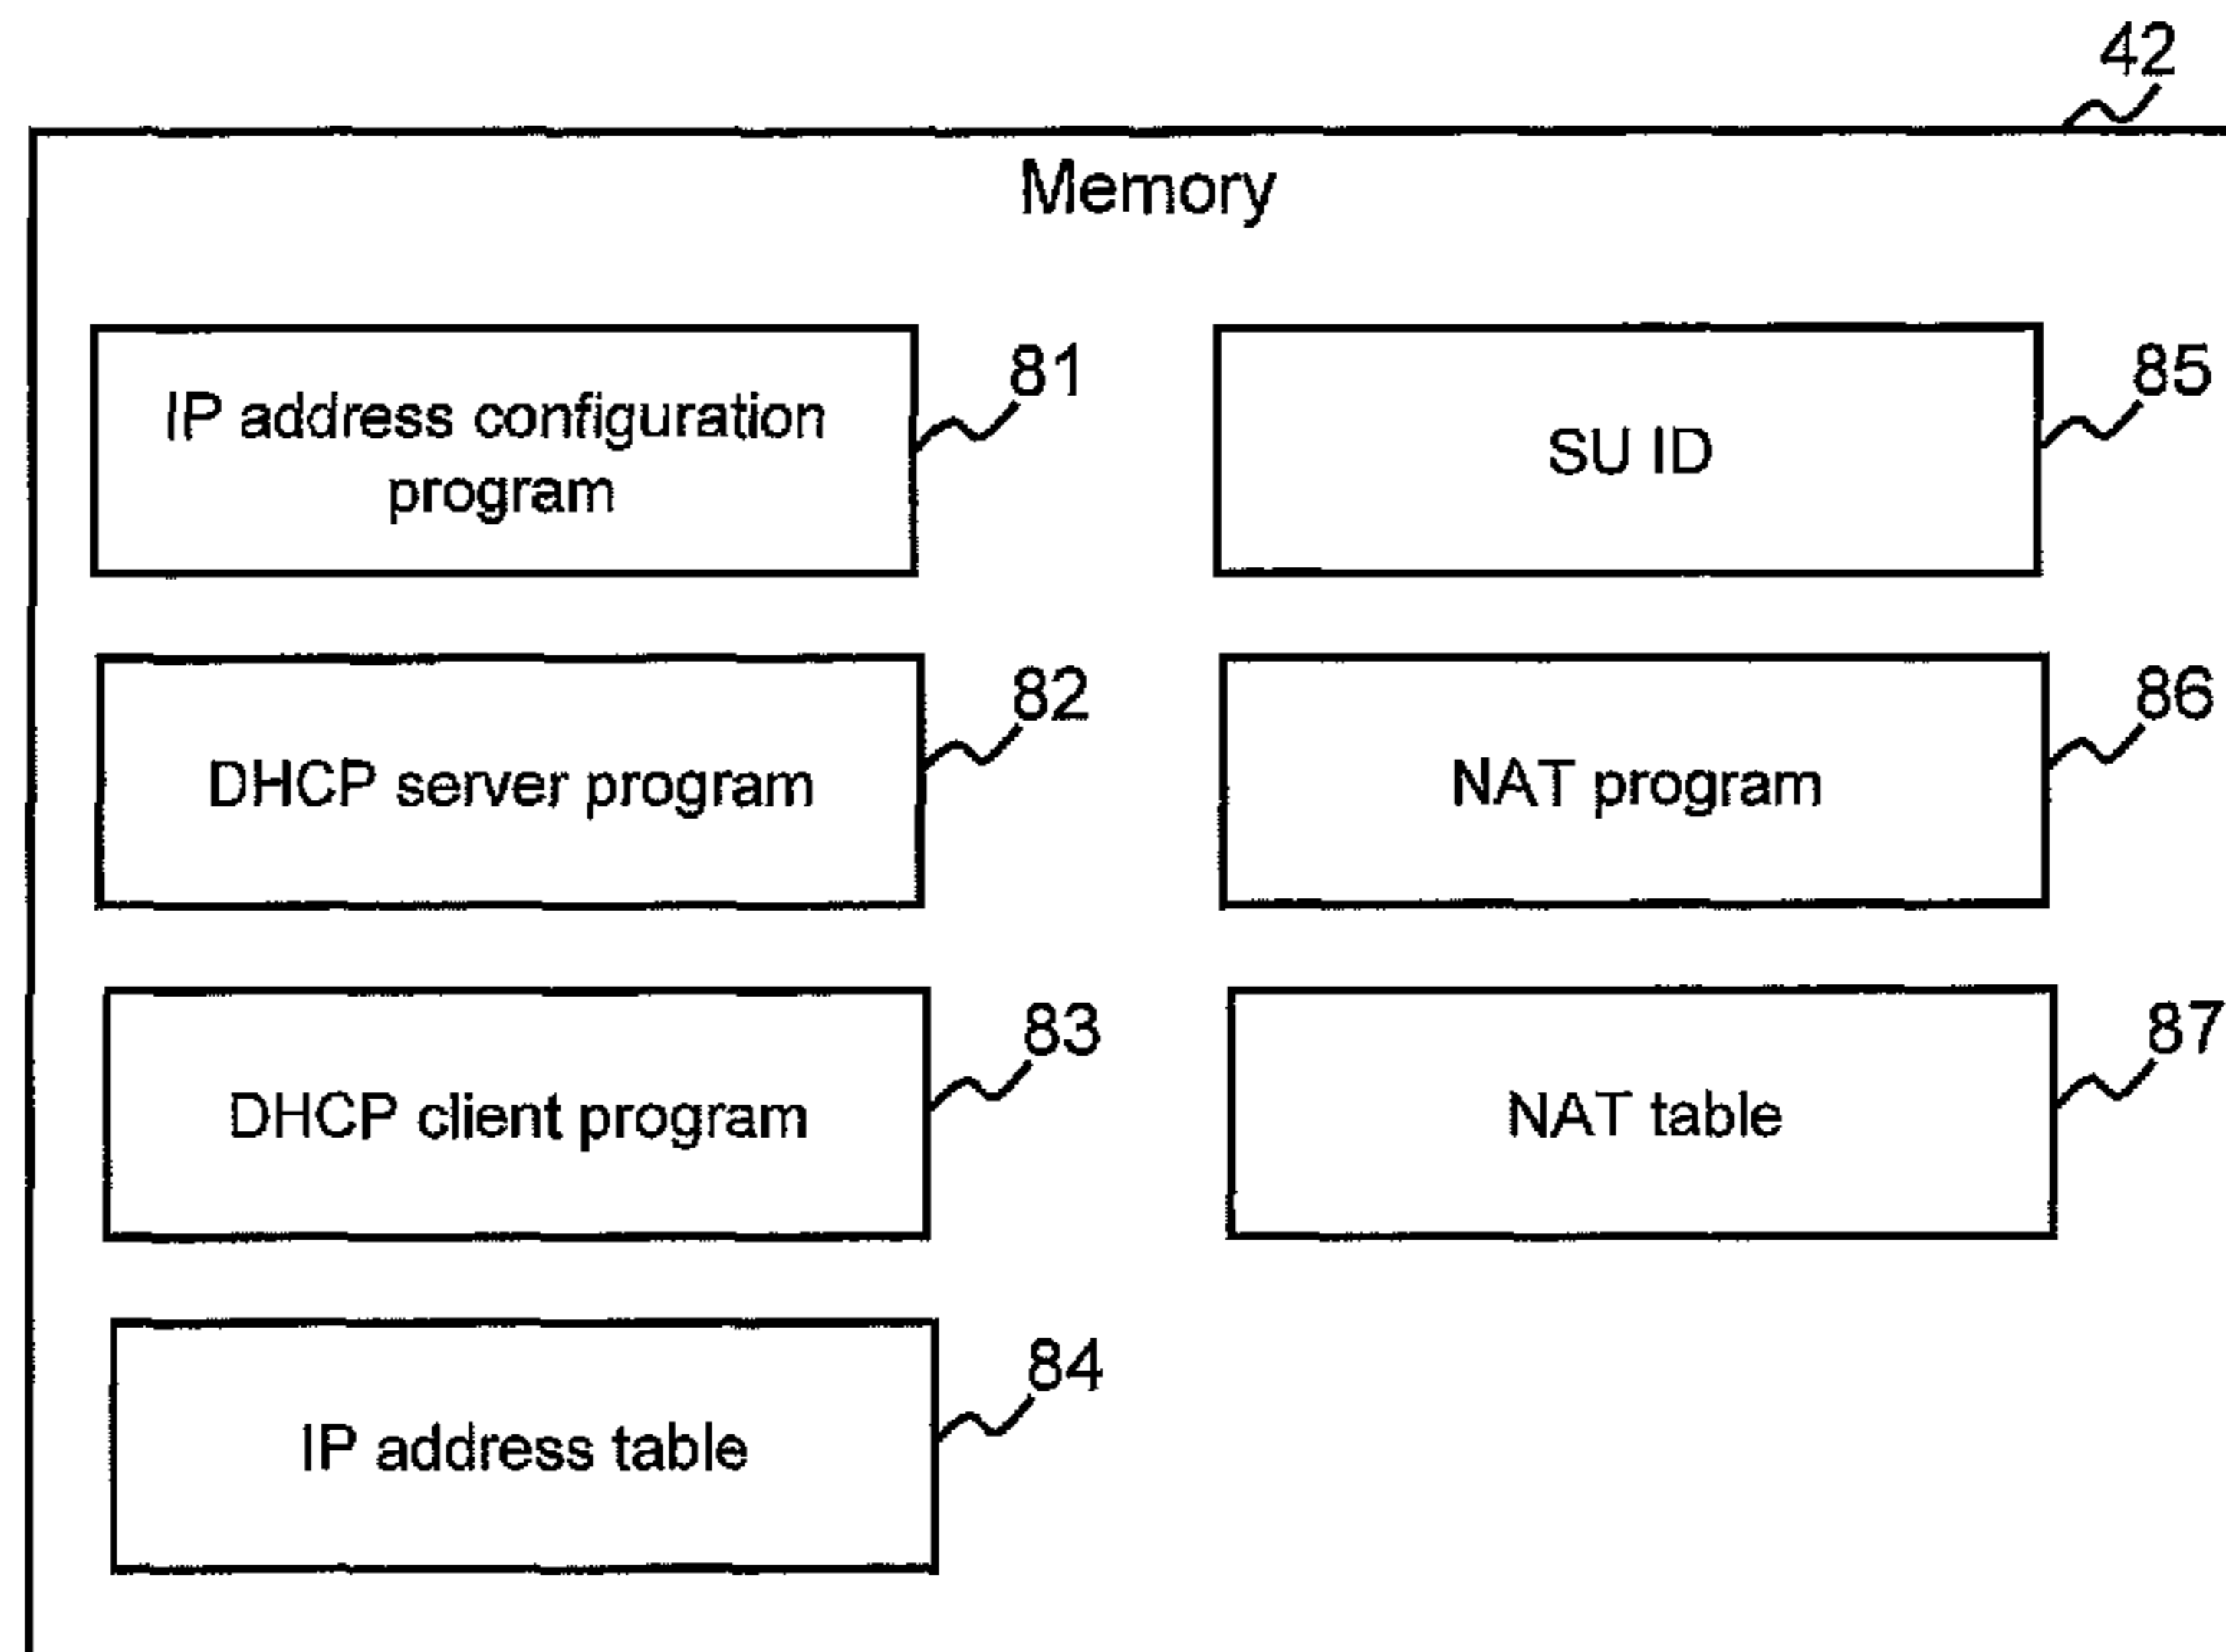 42
Memory
IP address configuration
program
81
DHCP server program
82
DHCP client program
83
IP address table
84
SU ID
85
NAT program
86
NAT table
87